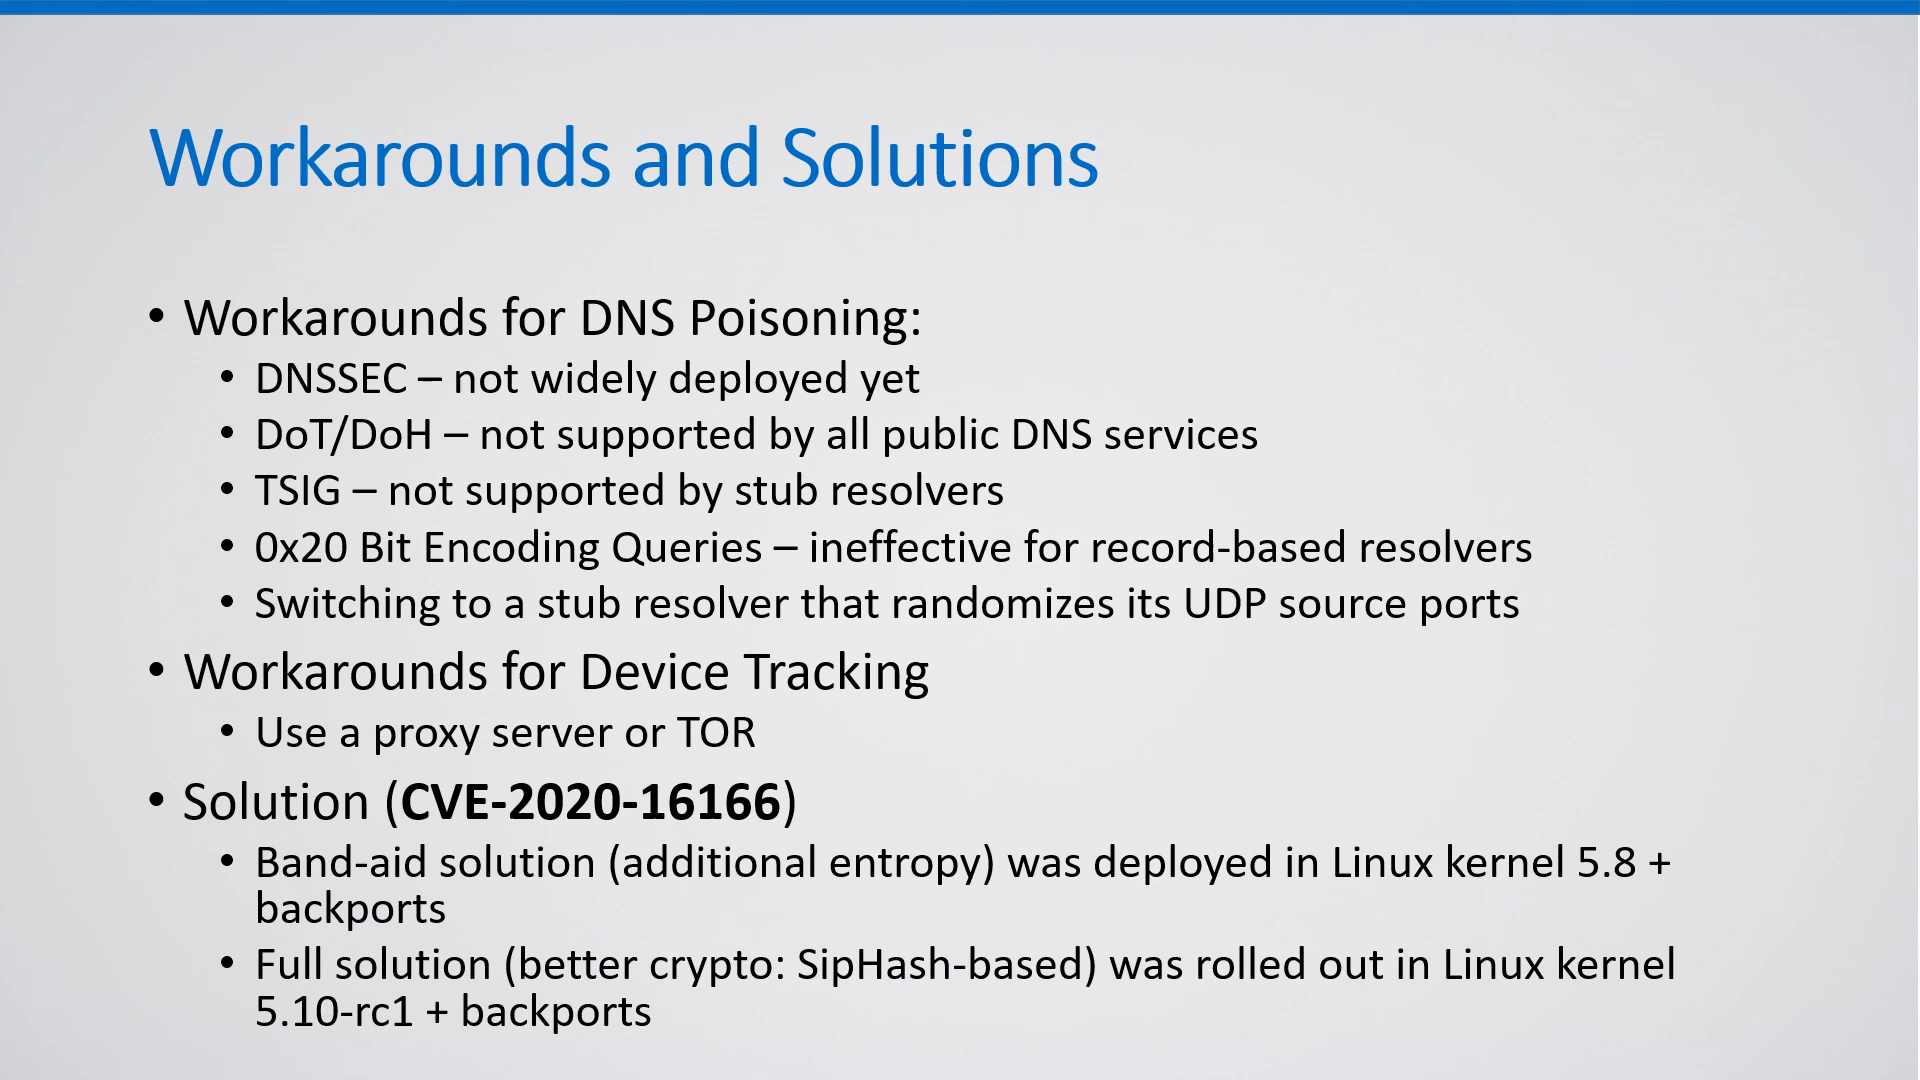 Workarounds and Solutions
• Workarounds for DNS Poisoning:
• DNSSEC – not widely deployed yet
• DoT/DoH – not supported by all public DNS services
• TSIG – not supported by stub resolvers
• 0x20 Bit Encoding Queries – ineffective for record-based resolvers
• Switching to a stub resolver that randomizes its UDP source ports
• Workarounds for Device Tracking
• Use a proxy server or TOR
• Solution (CVE-2020-16166)
• Band-aid solution (additional entropy) was deployed in Linux kernel 5.8 +
backports
• Full solution (better crypto: SipHash-based) was rolled out in Linux kernel
5.10-rc1 + backports